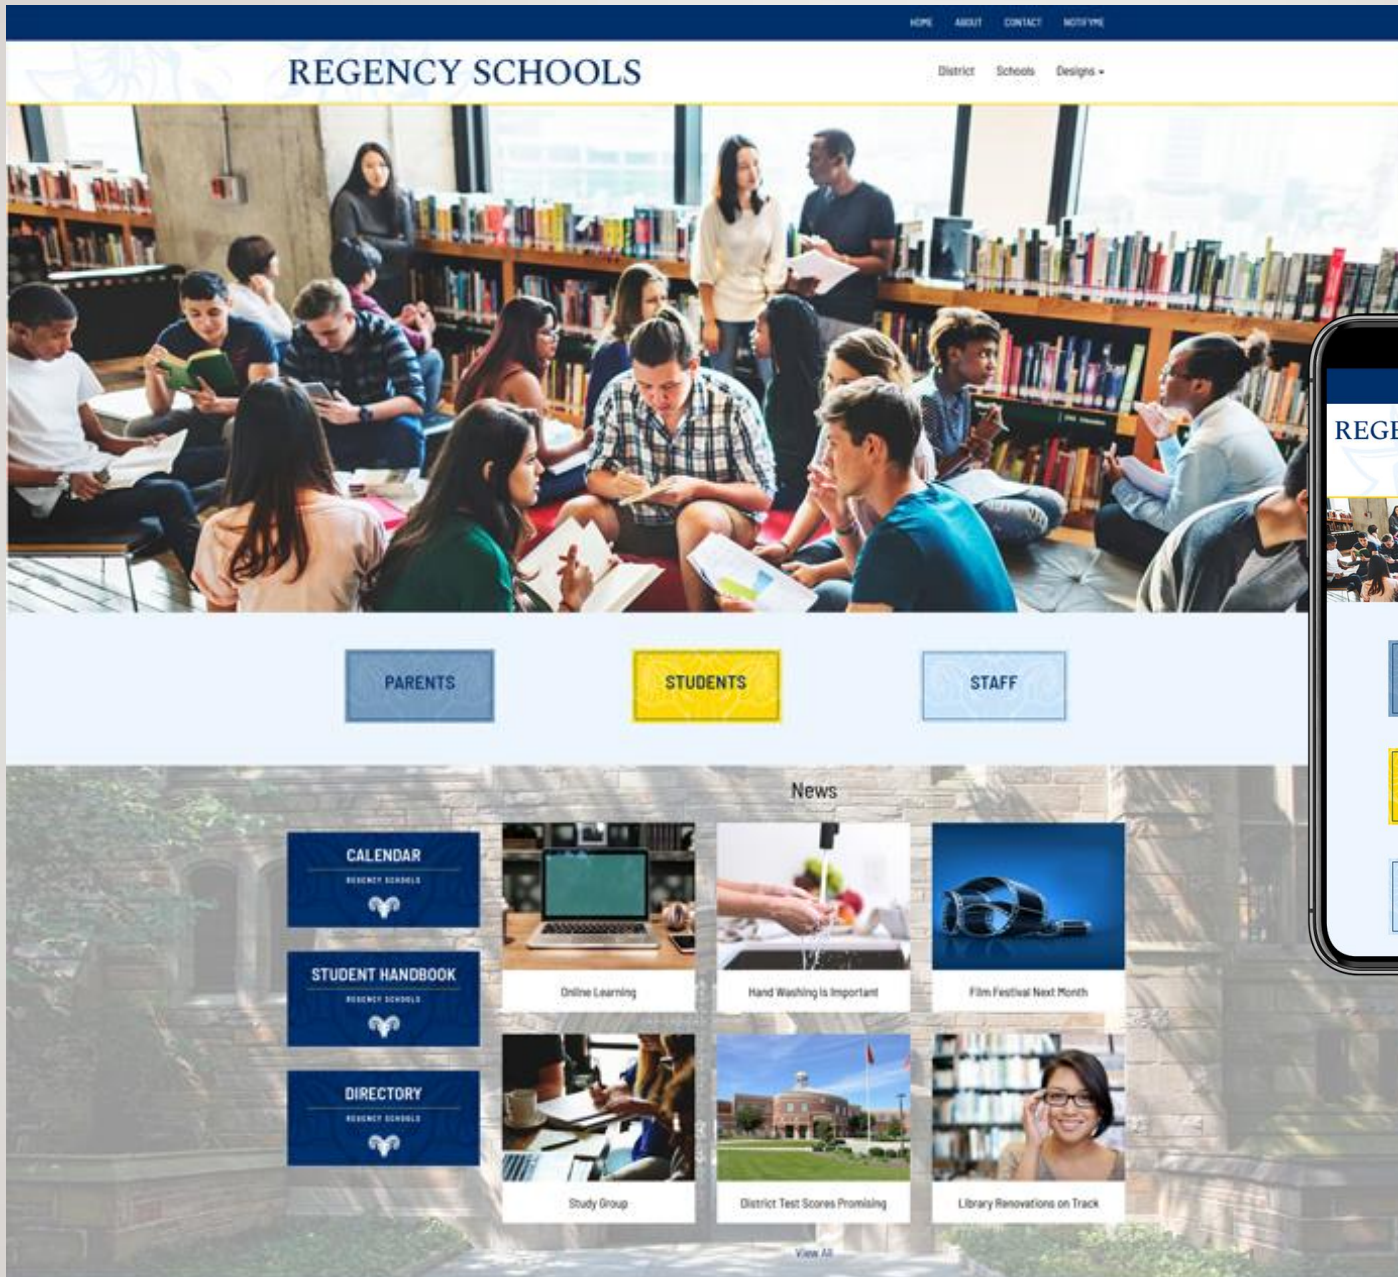 HOME ABOUT CONTACT NOTIFYME
REGENCY SCHOOLS
District Schools Designs
PARENTS
STUDENTS
STAFF
News
CALENDAR
REGENCY SCHOOLS
STUDENT HANDBOOK
REGENCY SCHOOLS
DIRECTORY
REGENCY SCHOOLS
Online Learning
Hand Washing is Important
Film Festival Next Month
Study Group
District Test Scores Promising
Library Renovations on Track
View All
REGE